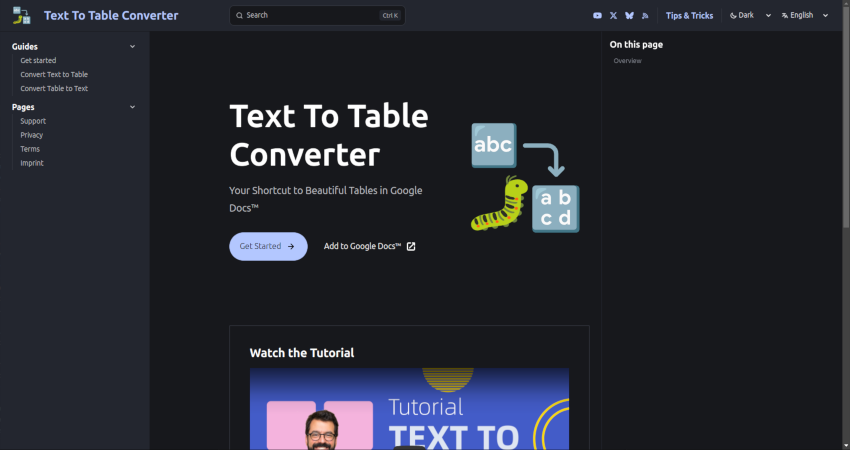 Text To Table Converter
Search
Ctrl K
Tips & Tricks
Dark
English
Guides
Get started
Convert Text to Table
Convert Table to Text
Pages
Support
Privacy
Terms
Imprint
Text To Table
Converter
Your Shortcut to Beautiful Tables in Google
Docs™
Get Started
Add to Google Docs™
abc
a b
c d
Watch the Tutorial
Tutorial
TEXT TO
On this page
Overview